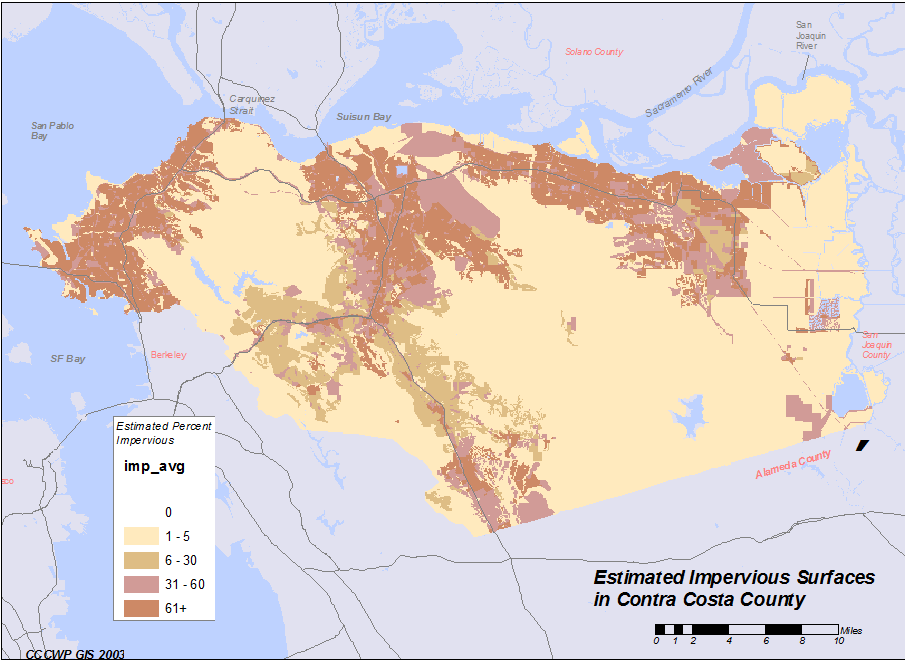 San
Joaquin
River
Solano County
Sacramento River
Carquinez
Strait
Suisun Bay
San Pablo
Bay
SF Bay
Berkeley
San
Joaquin
County
Alameda County
sco
Estimated Percent
Impervious
imp_avg
0
1 - 5
6 - 30
31 - 60
61+
Estimated Impervious Surfaces
in Contra Costa County
Miles
0 1 2 4 6 8 10
CCCWP GIS 2003